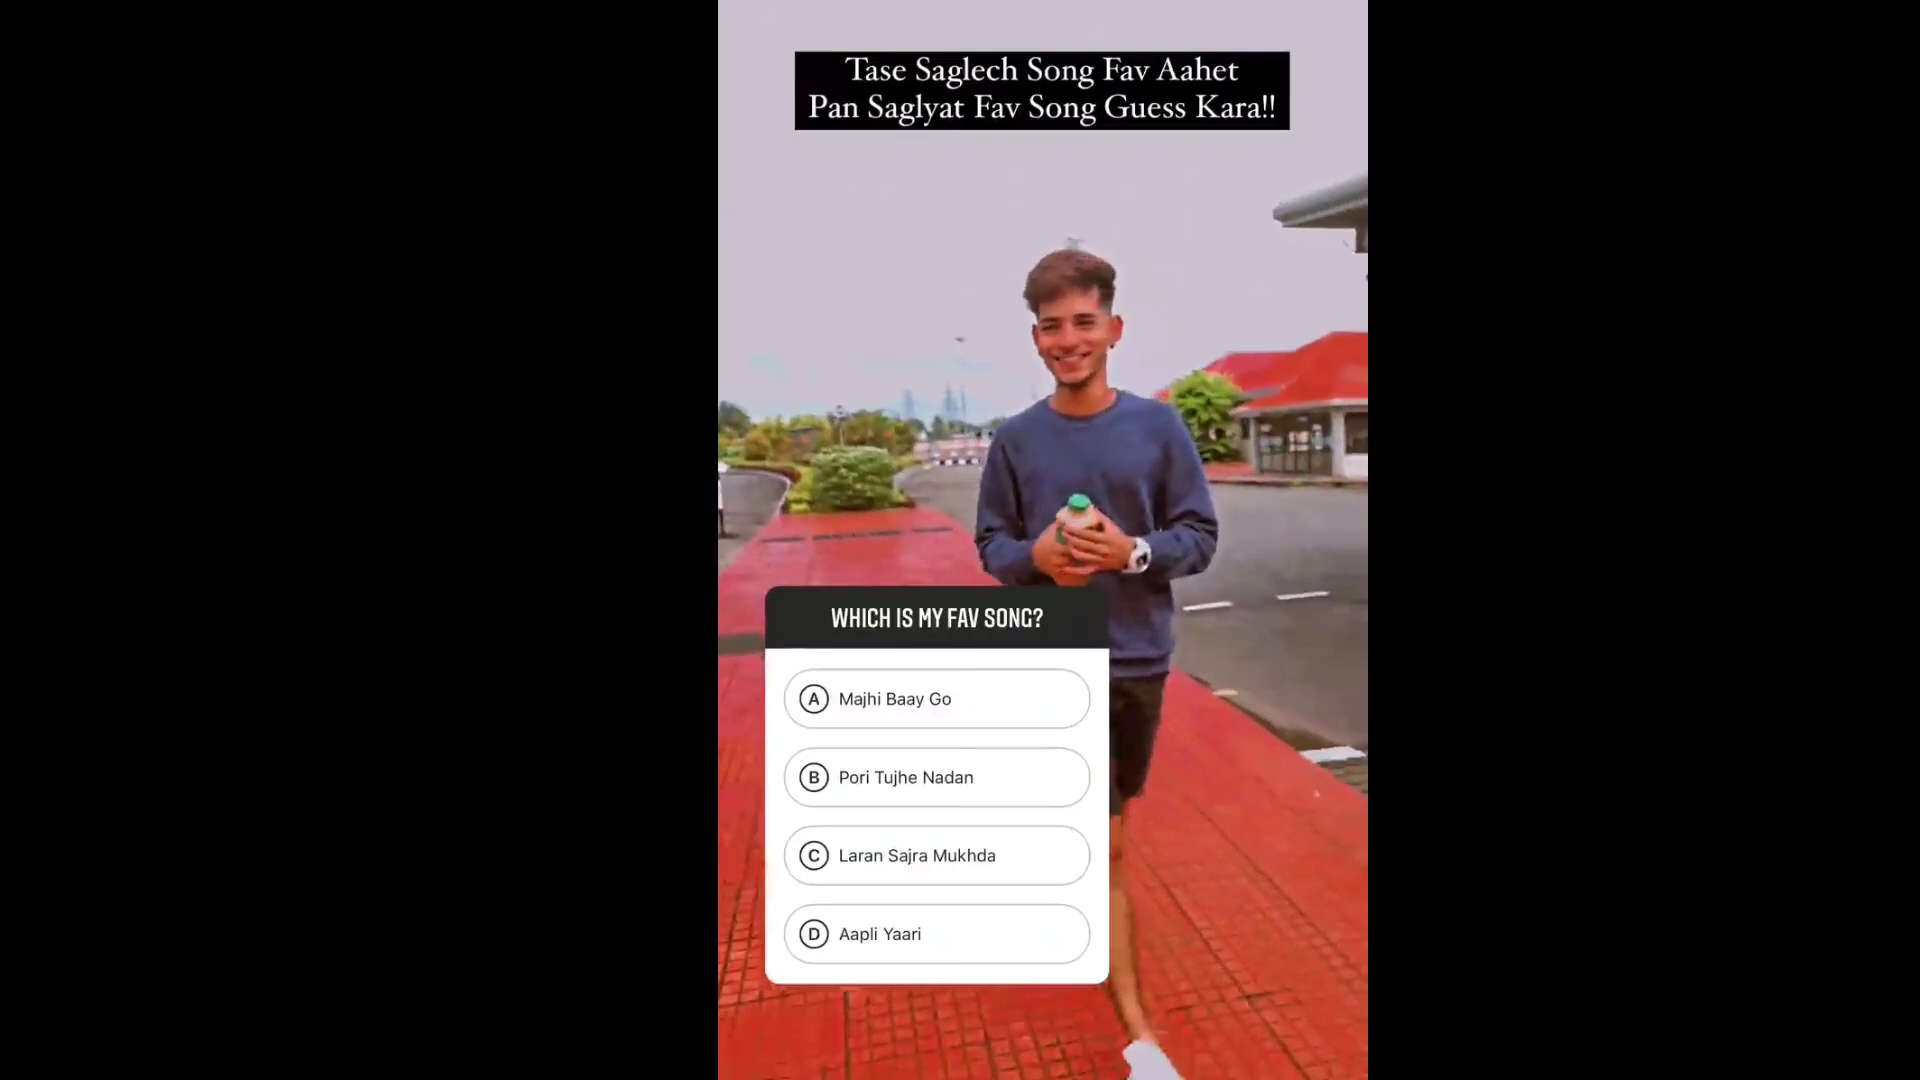 Tase Saglech Song Fav Aahet
Pan Saglyat Fav Song Guess Kara!!
WHICH IS MY FAV SONG?
A Majhi Baay Go
B Pori Tujhe Nadan
C Laran Sajra Mukhda
D Aapli Yaari